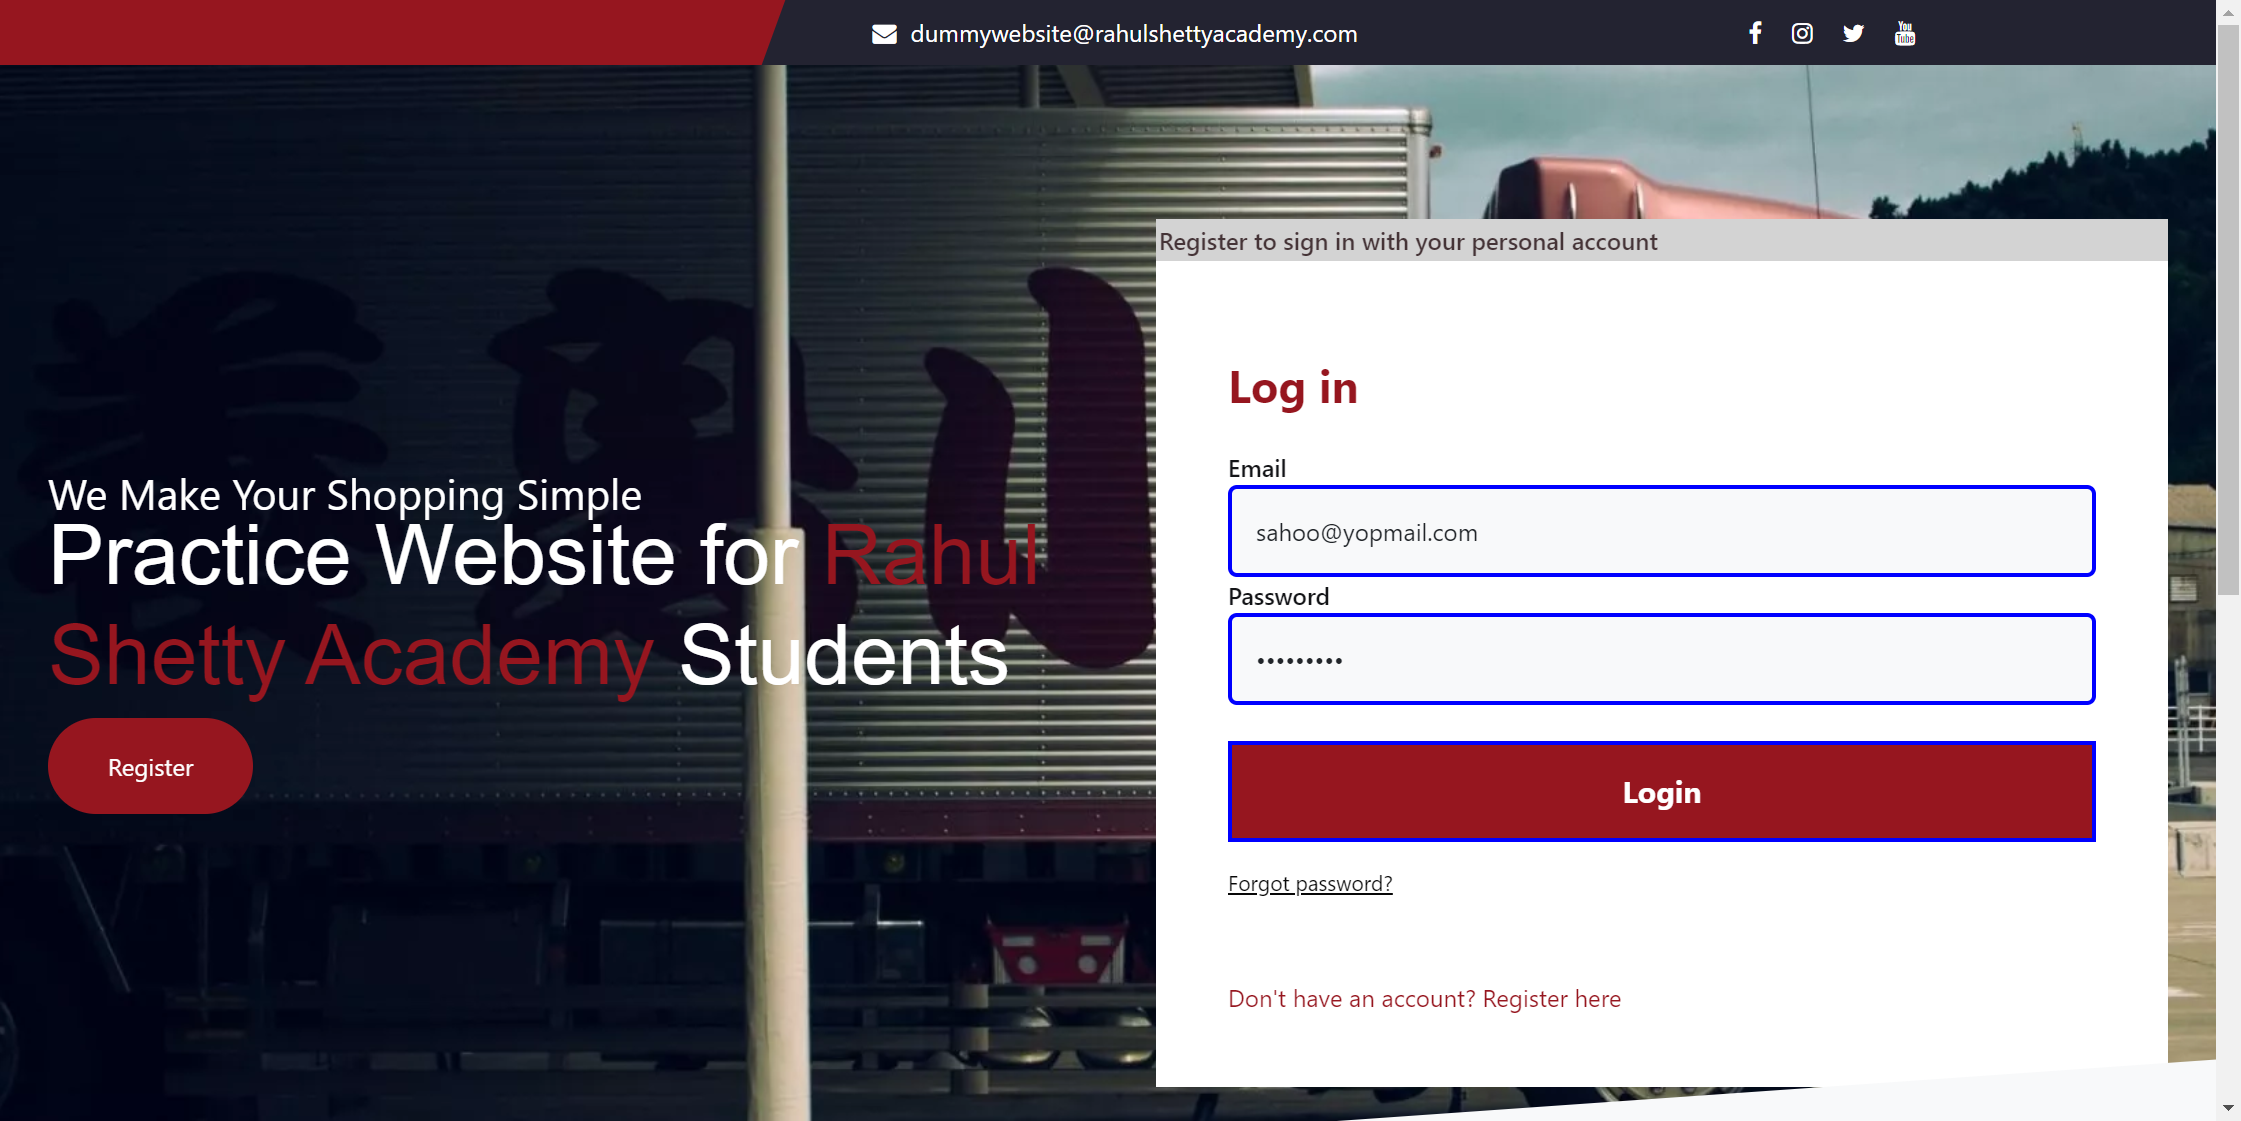 dummywebsite@rahulshettyacademy.com
You
Tube
Register to sign in with your personal account
Log in
Email
sahoo@yopmail.com
Password
•••••••••
Login
Forgot password?
Don't have an account? Register here
We Make Your Shopping Simple
Practice Website for Rahul
Shetty Academy Students
Register